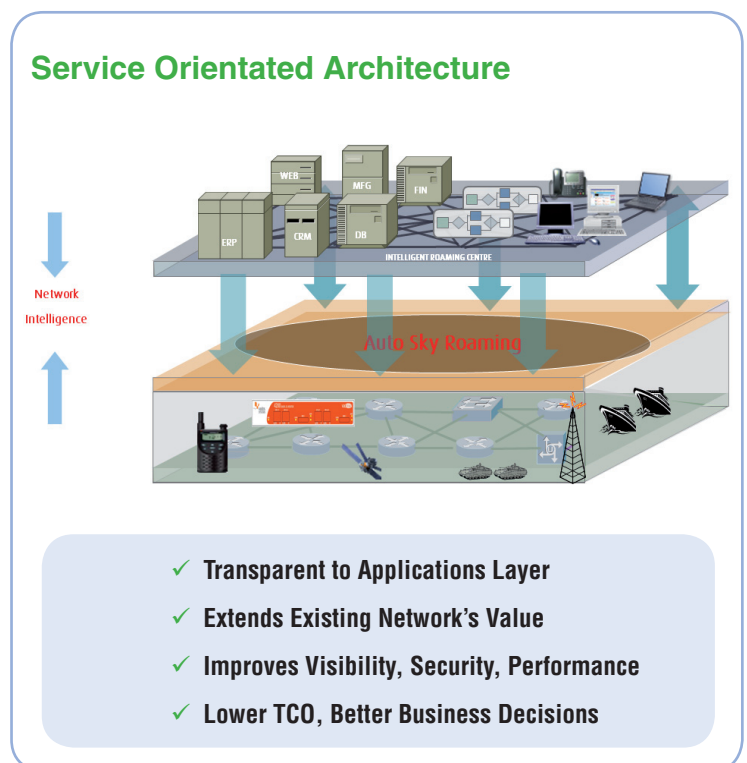 Service Orientated Architecture
WEB
MFG
FIN
ERP
CRM
DB
INTELLIGENT ROAMING CENTRE
Network
Intelligence
Auto Sky Roaming
✓ Transparent to Applications Layer
✓ Extends Existing Network’s Value
✓ Improves Visibility, Security, Performance
✓ Lower TCO, Better Business Decisions